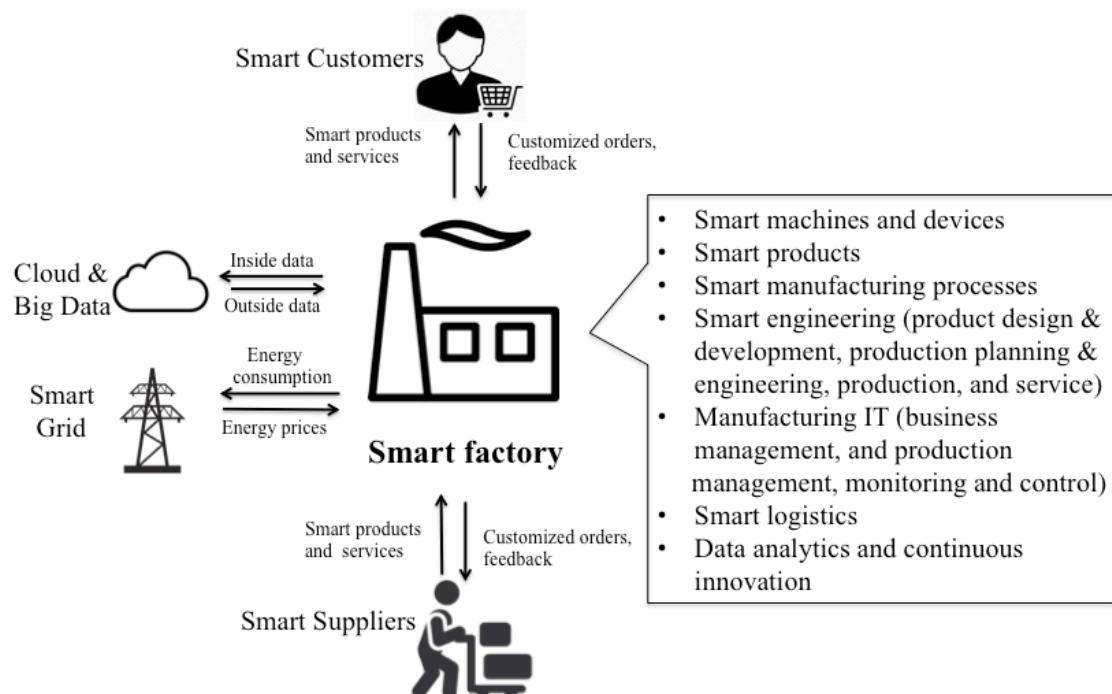 Smart Customers
Smart products
and services
Customized orders,
feedback
Cloud &
Big Data
Inside data
Outside data
Smart
Grid
Energy
consumption
Energy prices
Smart factory
Smart products
and services
Customized orders,
feedback
Smart Suppliers
• Smart machines and devices
• Smart products
• Smart manufacturing processes
• Smart engineering (product design &
development, production planning &
engineering, production, and service)
• Manufacturing IT (business
management, and production
management, monitoring and control)
• Smart logistics
• Data analytics and continuous
innovation